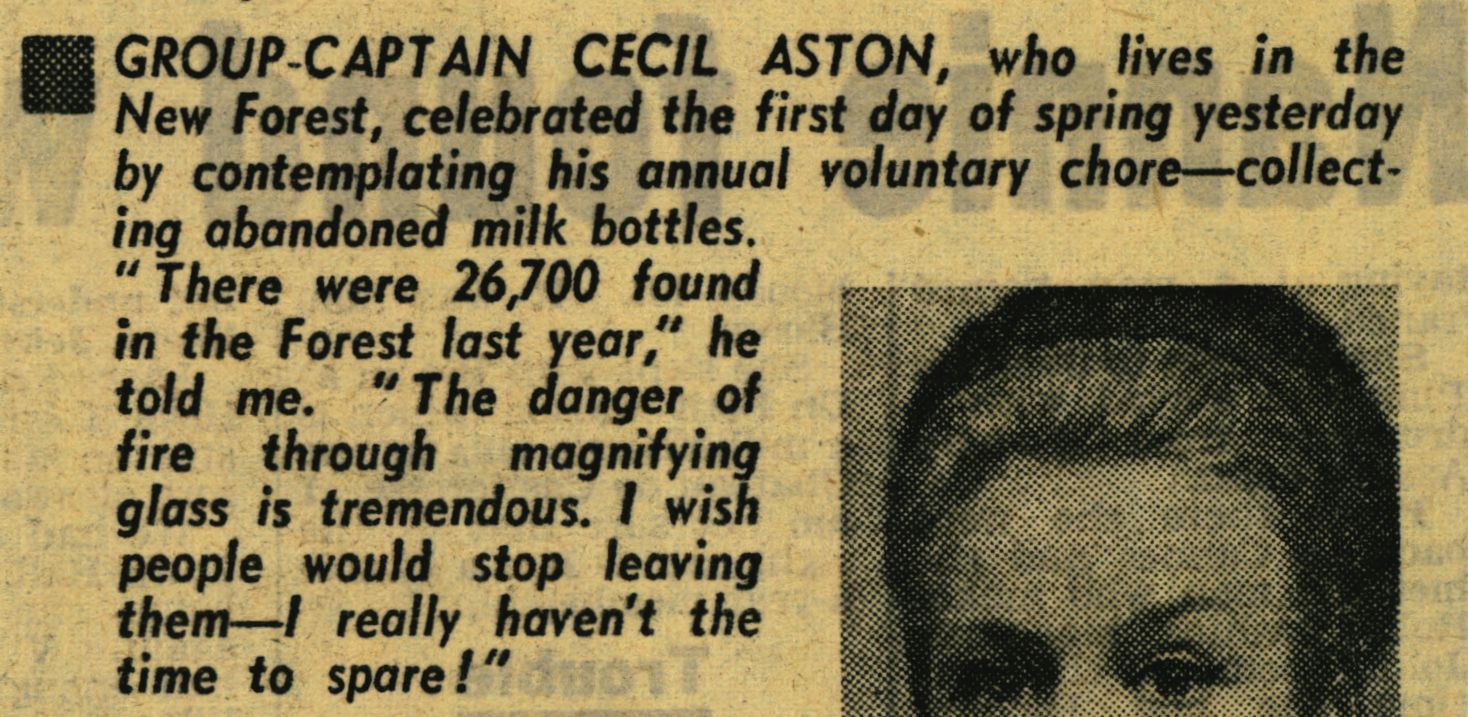 GROUP-CAPTAIN CECIL ASTON, who lives in the
New Forest, celebrated the first day of spring yesterday
by contemplating his annual voluntary chore—collect-
ing abandoned milk bottles.
“There were 26,700 found
in the Forest last year,” he
told me. “The danger of
fire through magnifying
glass is tremendous. I wish
people would stop leaving
them—I really haven't the
time to spare!”